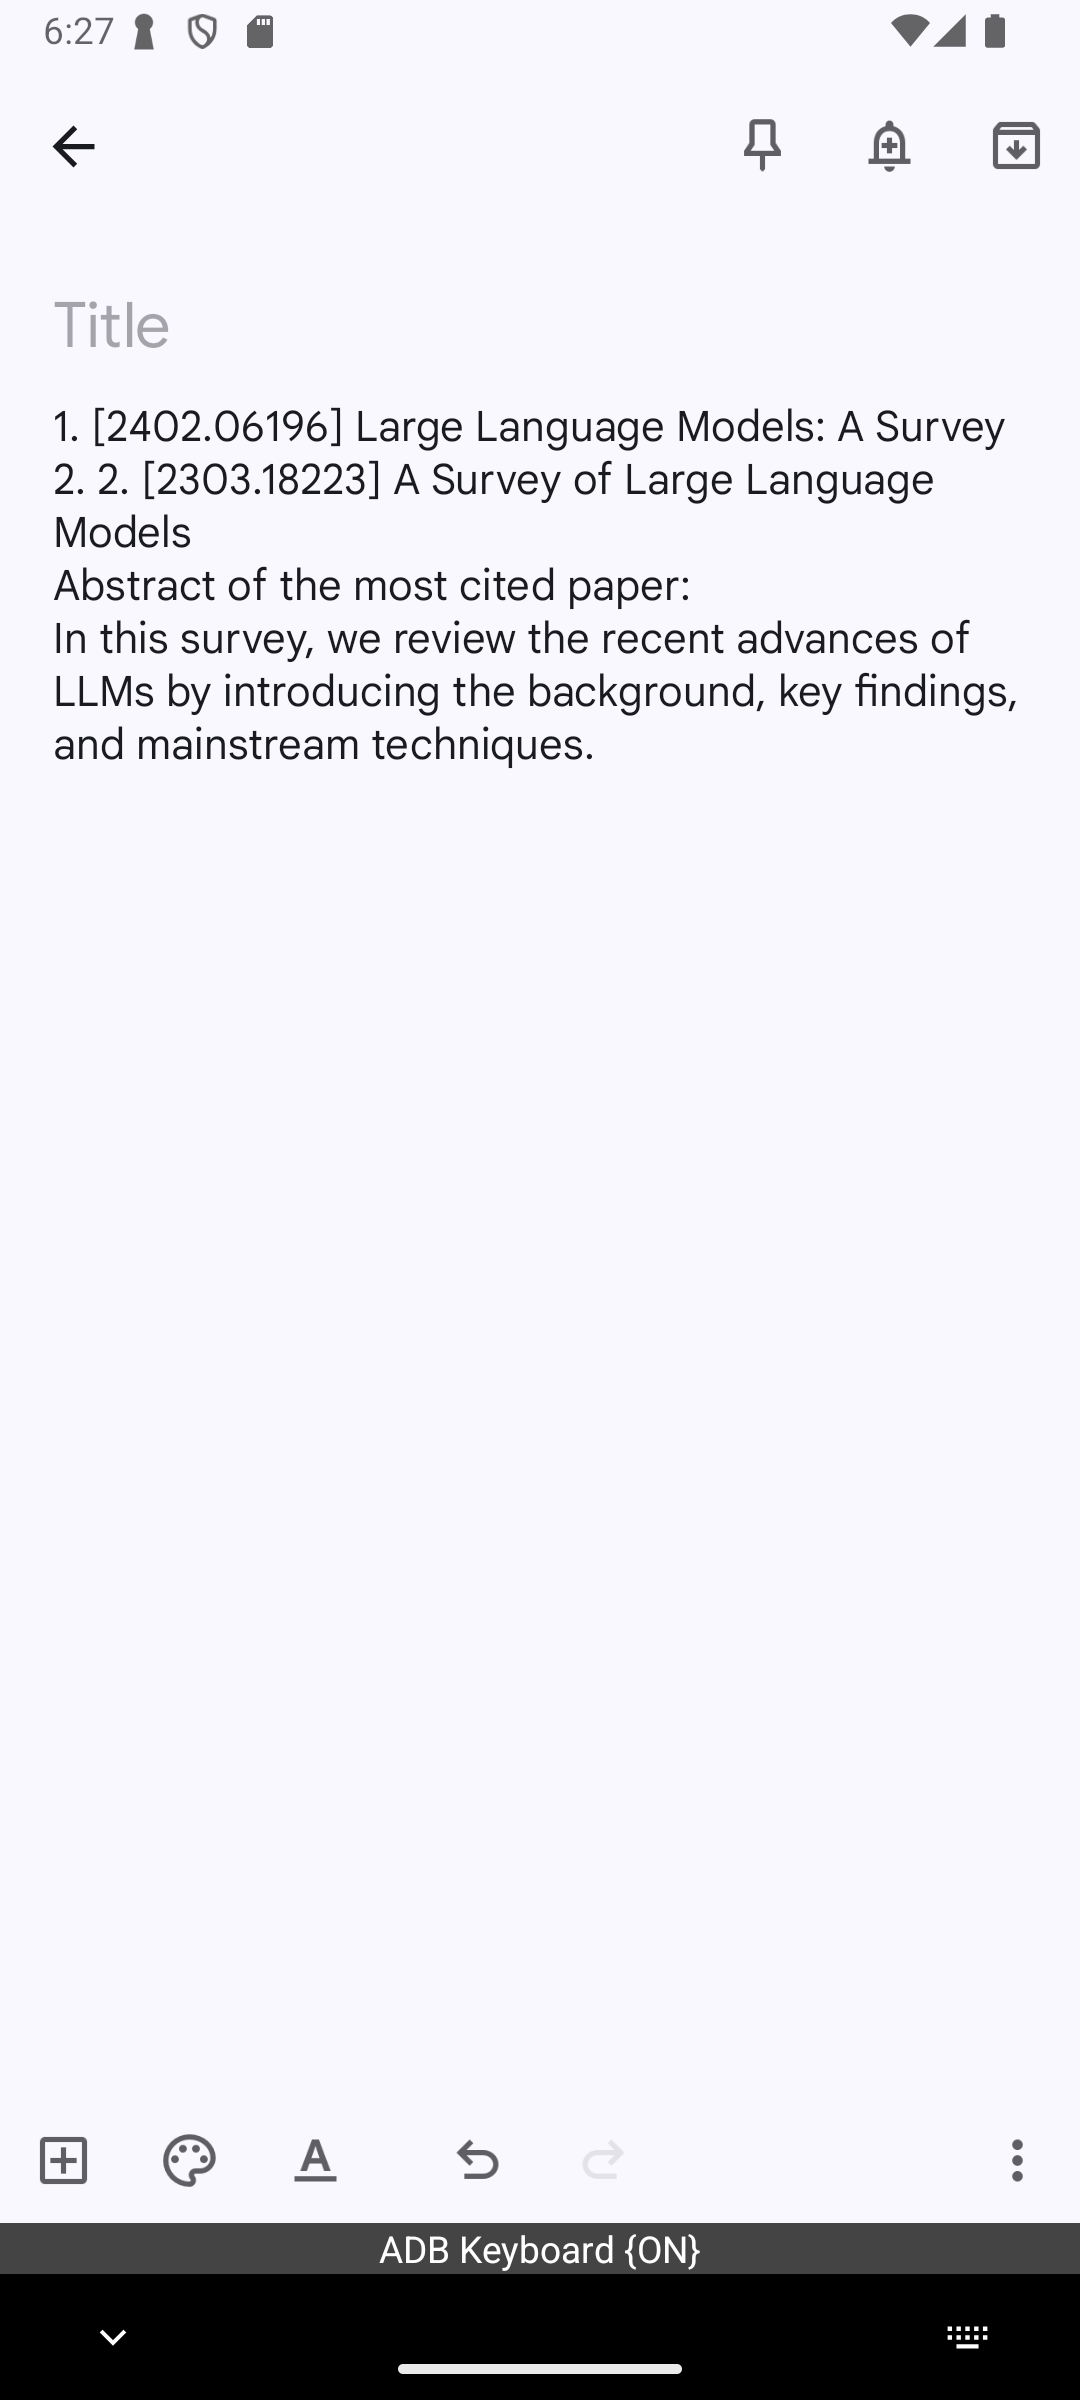 6:27
Title
1. [2402.06196] Large Language Models: A Survey
2. 2. [2303.18223] A Survey of Large Language
Models
Abstract of the most cited paper:
In this survey, we review the recent advances of
LLMs by introducing the background, key findings,
and mainstream techniques.
A
ADB Keyboard {ON}